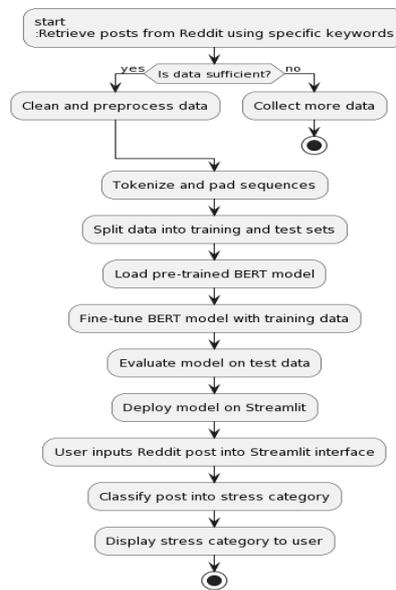 start
:Retrieve posts from Reddit using specific keywords
Is data sufficient?
yes
no
Clean and preprocess data
Collect more data
Tokenize and pad sequences
Split data into training and test sets
Load pre-trained BERT model
Fine-tune BERT model with training data
Evaluate model on test data
Deploy model on Streamlit
User inputs Reddit post into Streamlit interface
Classify post into stress category
Display stress category to user